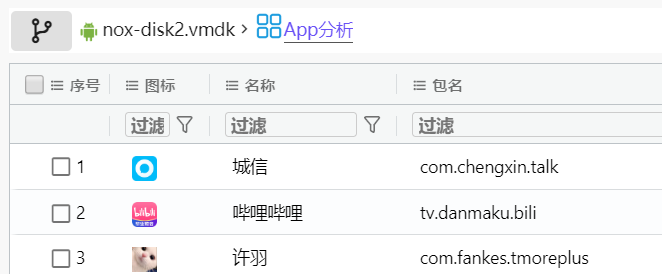 nox-disk2.vmdk > App分析
序号 图标 名称 包名
过滤 过滤 过滤
1 城信 com.chengxin.talk
2 bilibili 哔哩哔哩 tv.danmaku.bili
3 许羽 com.fankes.tmoreplus